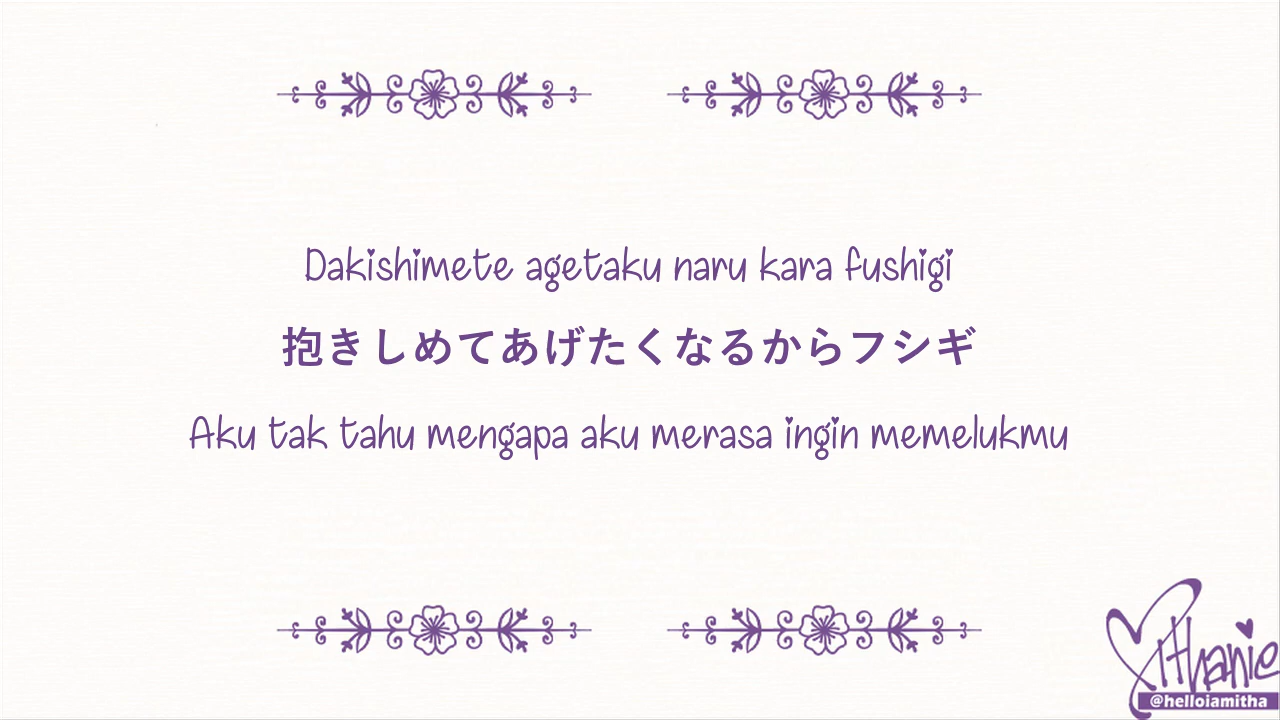 Dakishimete agetaku naru kara fushigi
抱きしめてあげたくなるからフシギ
Aku tak tahu mengapa aku merasa ingin memelukmu
Mithanie
@helloiamitha